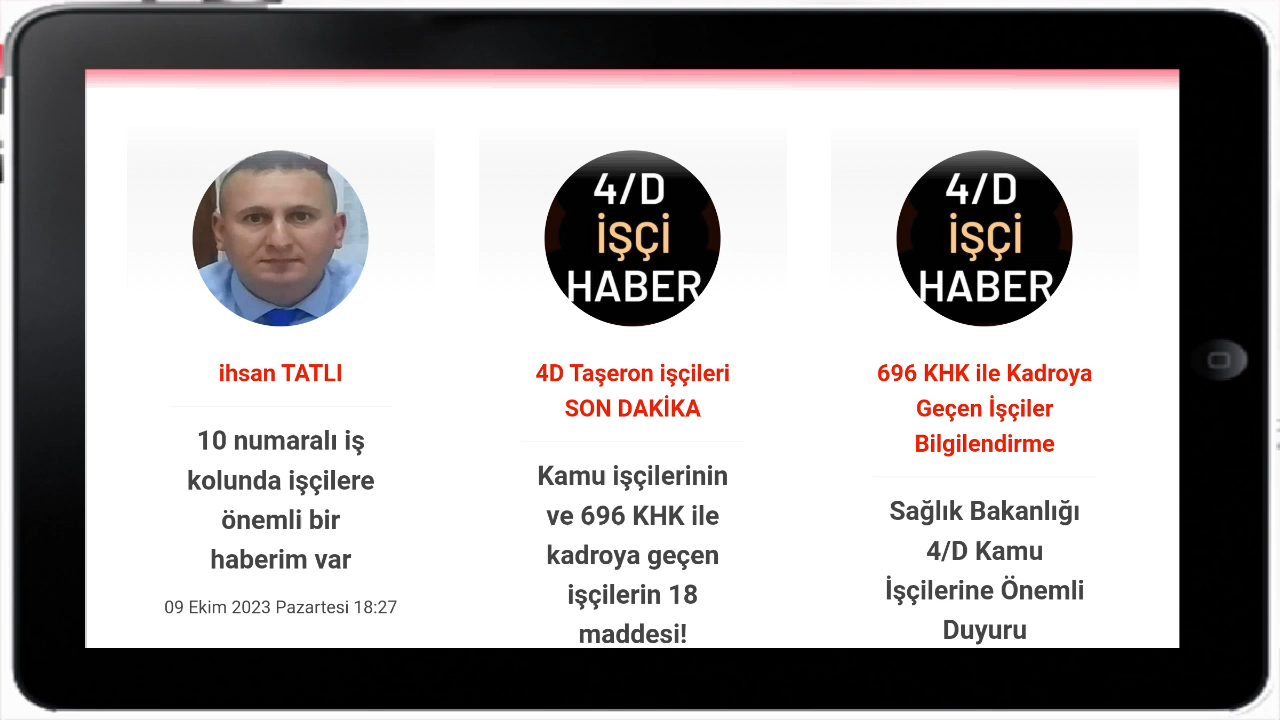 ihsan TATLI
10 numaralı iş
kolunda işçilere
önemli bir
haberim var
09 Ekim 2023 Pazartesi 18:27
4/D
İŞÇİ
HABER
4D Taşeron işçileri
SON DAKİKA
Kamu işçilerinin
ve 696 KHK ile
kadroya geçen
işçilerin 18
maddesi!
4/D
İŞÇİ
HABER
696 KHK ile Kadroya
Geçen İşçiler
Bilgilendirme
Sağlık Bakanlığı
4/D Kamu
İşçilerine Önemli
Duyuru